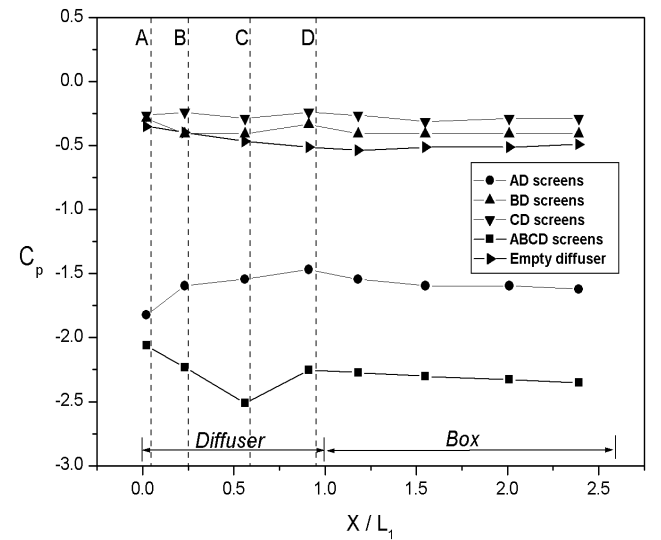 0.5
0.0
-0.5
-1.0
-1.5
-2.0
-2.5
-3.0
Cp
A B C D
AD screens
BD screens
CD screens
ABCD screens
Empty diffuser
Diffuser Box
0.0 0.5 1.0 1.5 2.0 2.5
X / L1